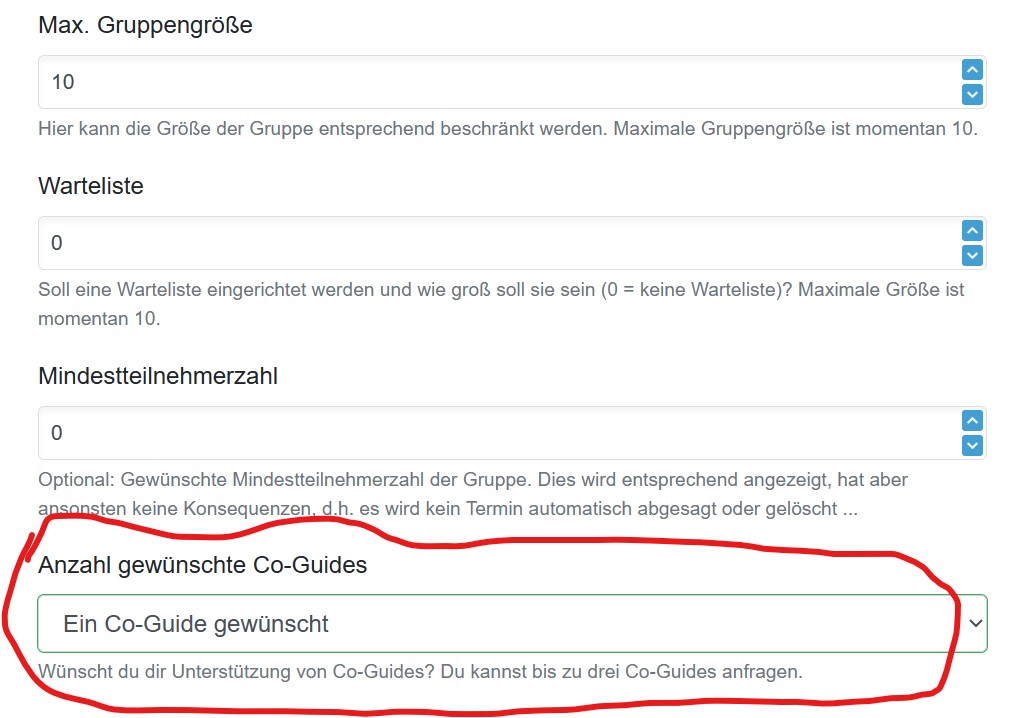 Max. Gruppengröße
10
Hier kann die Größe der Gruppe entsprechend beschränkt werden. Maximale Gruppengröße ist momentan 10.
Warteliste
0
Soll eine Warteliste eingerichtet werden und wie groß soll sie sein (0 = keine Warteliste)? Maximale Größe ist
momentan 10.
Mindestteilnehmerzahl
0
Optional: Gewünschte Mindestteilnehmerzahl der Gruppe. Dies wird entsprechend angezeigt, hat aber
ansonsten keine Konsequenzen, d.h. es wird kein Termin automatisch abgesagt oder gelöscht ...
Anzahl gewünschte Co-Guides
Ein Co-Guide gewünscht
Wünscht du dir Unterstützung von Co-Guides? Du kannst bis zu drei Co-Guides anfragen.